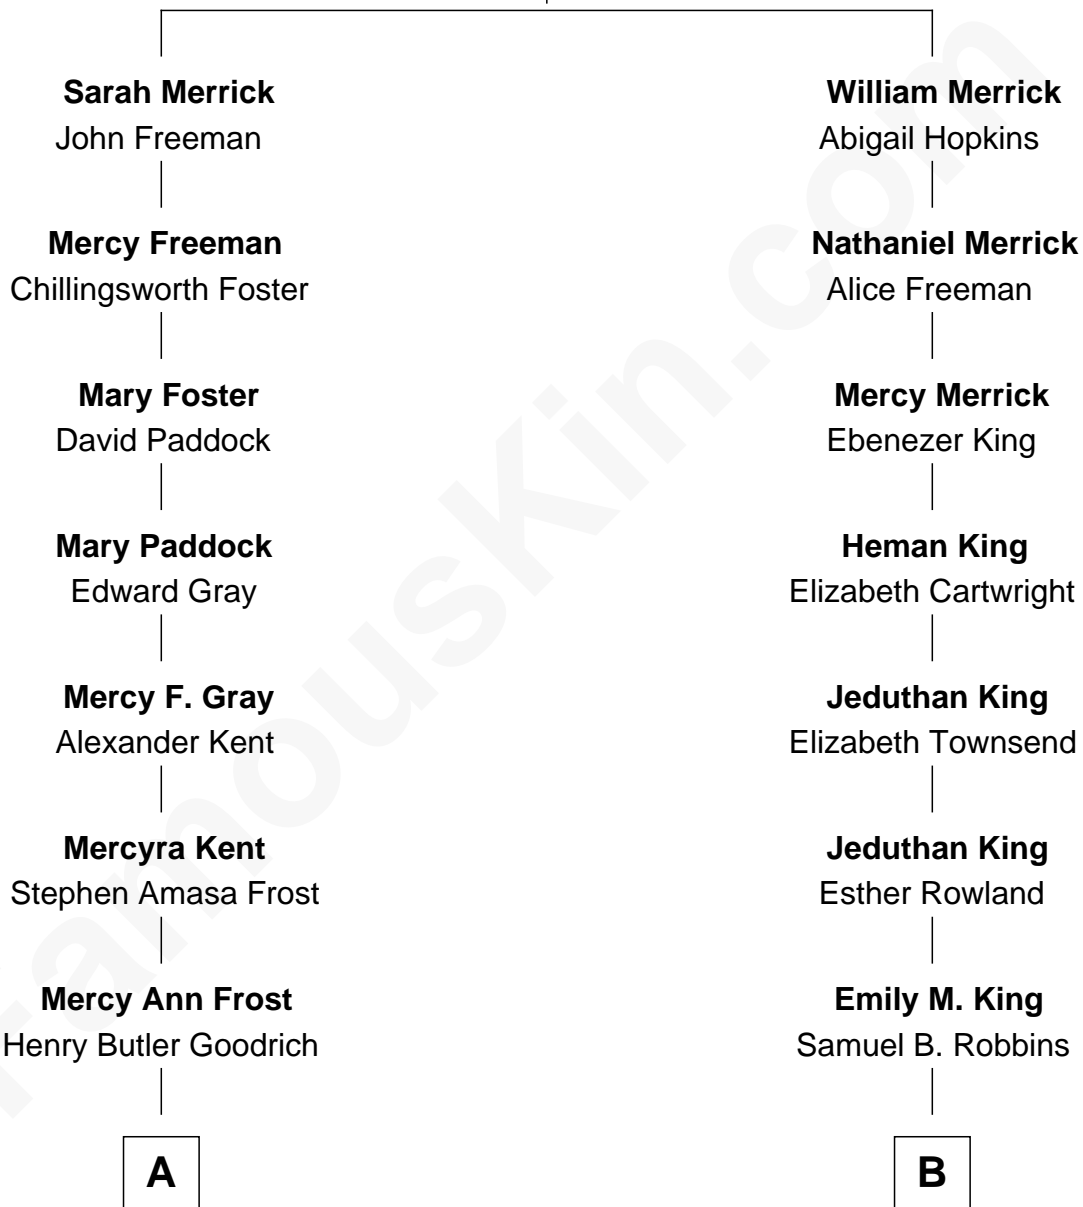 Sarah Merrick
John Freeman
William Merrick
Abigail Hopkins
Mercy Freeman
Chillingsworth Foster
Nathaniel Merrick
Alice Freeman
Mary Foster
David Paddock
Mercy Merrick
Ebenezer King
Mary Paddock
Edward Gray
Heman King
Elizabeth Cartwright
Mercy F. Gray
Alexander Kent
Jeduthan King
Elizabeth Townsend
Mercyra Kent
Stephen Amasa Frost
Jeduthan King
Esther Rowland
Mercy Ann Frost
Henry Butler Goodrich
Emily M. King
Samuel B. Robbins
A
B
FamousKin.com